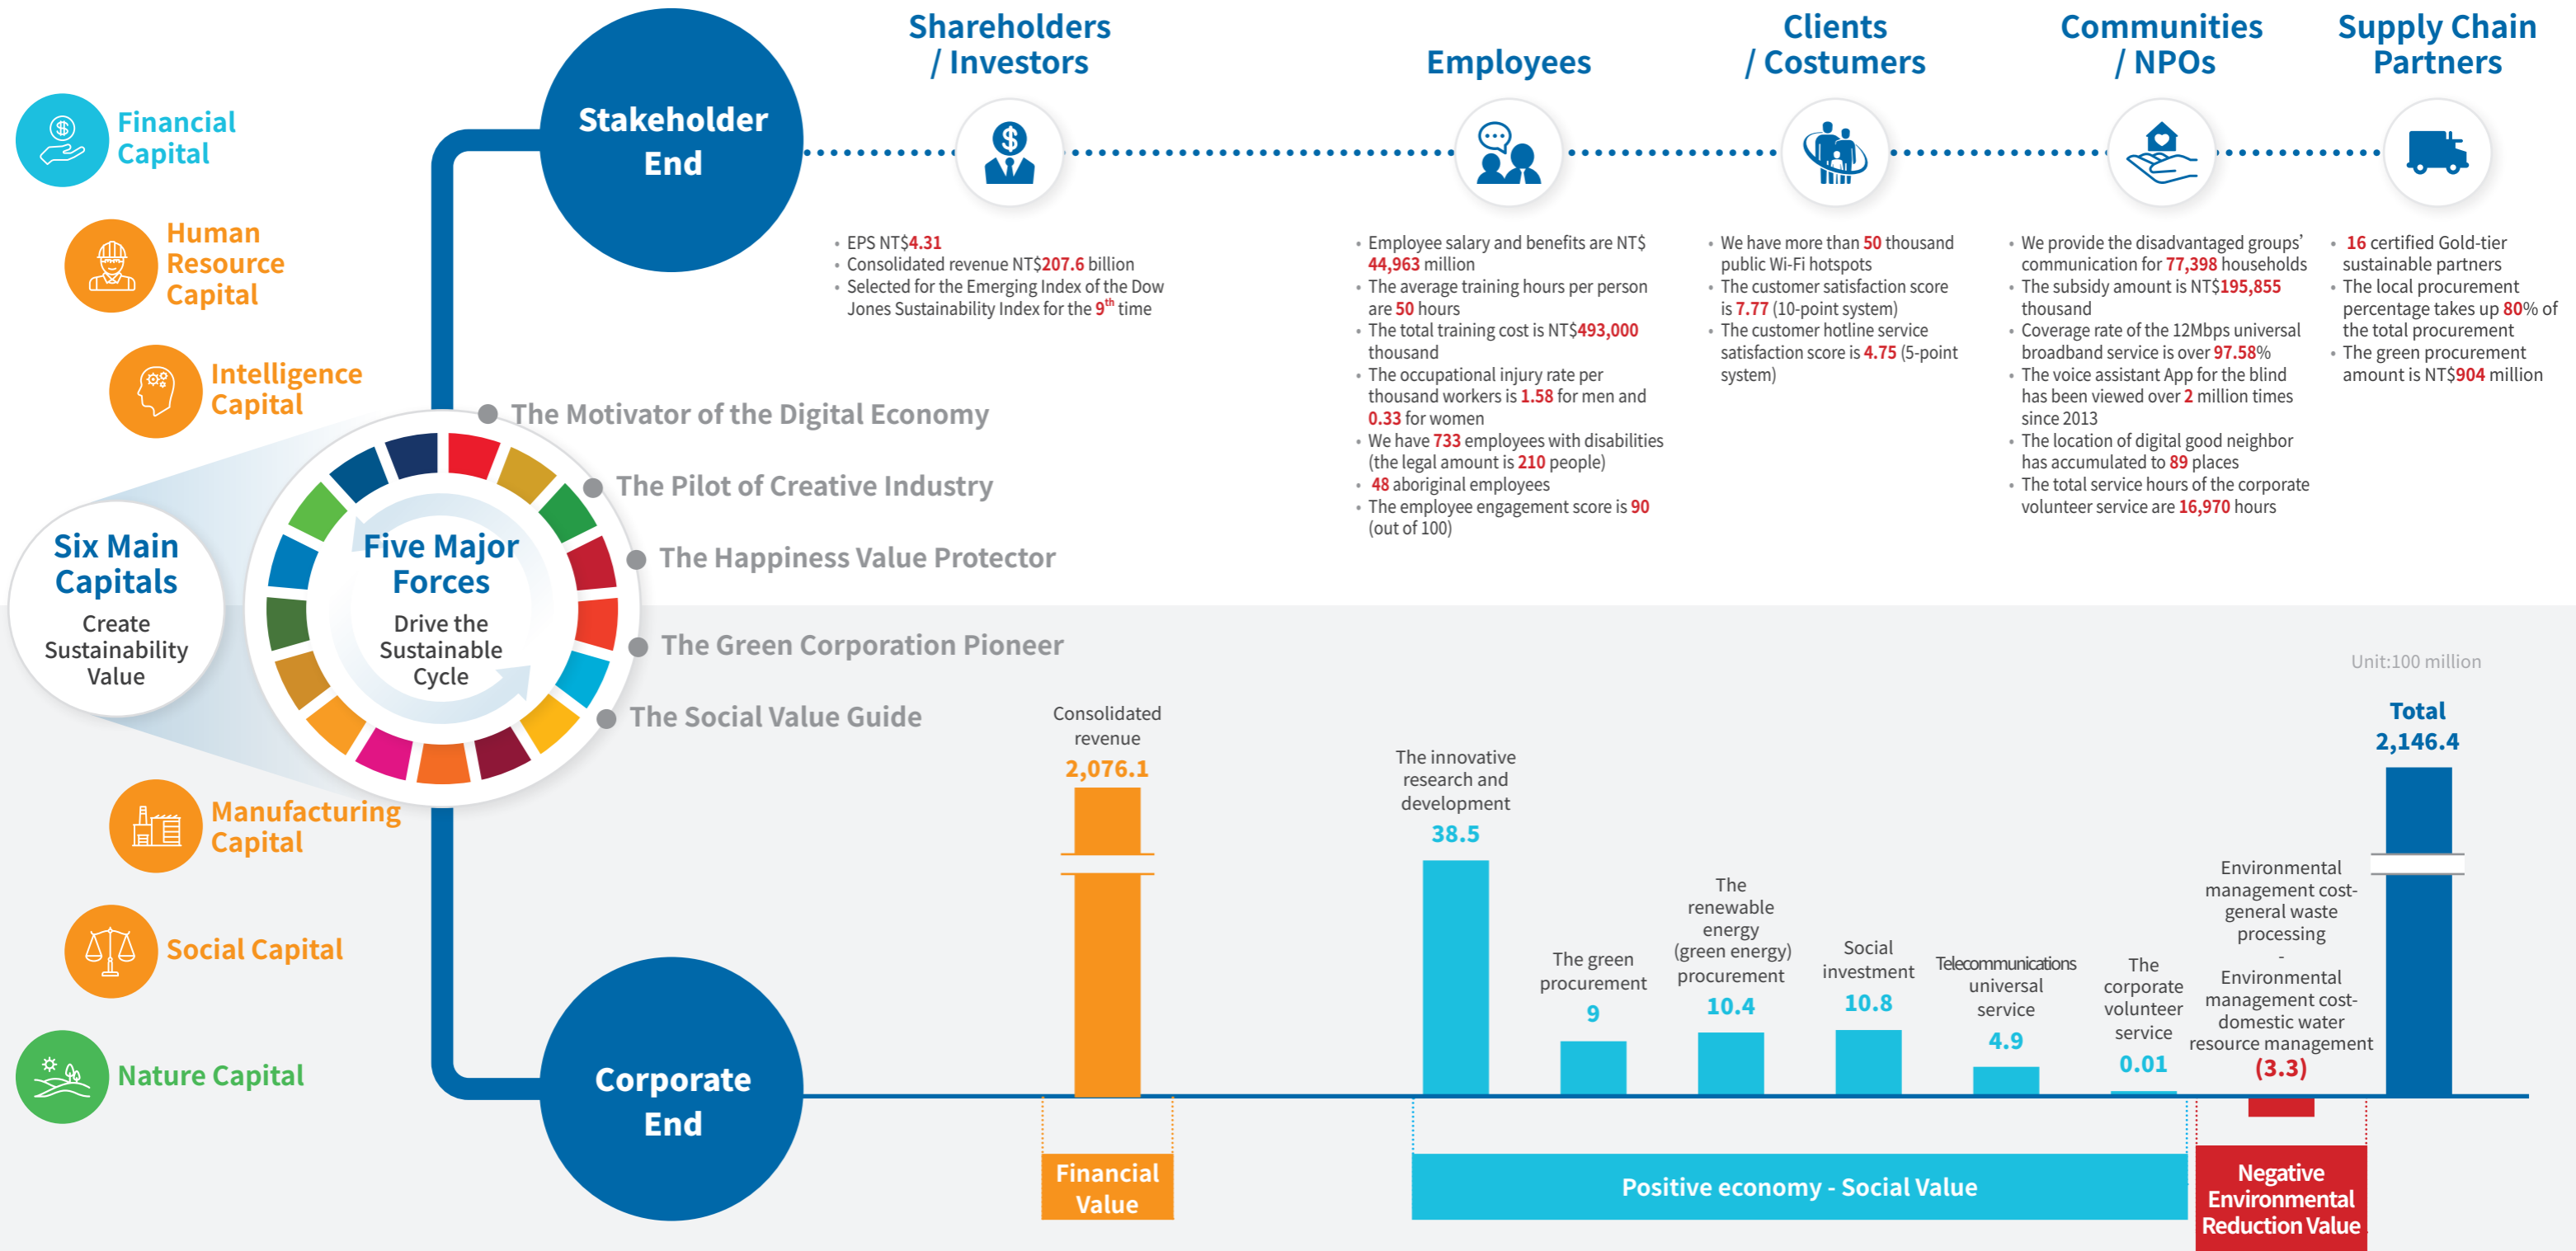 Financial
Capital
Human
Resource
Capital
Intelligence
Capital
Six Main
Capitals
Create
Sustainability
Value
Manufacturing
Capital
Social Capital
Nature Capital
Five Major
Forces
Drive the
Sustainable
Cycle
The Motivator of the Digital Economy
The Pilot of Creative Industry
The Happiness Value Protector
The Green Corporation Pioneer
The Social Value Guide
Stakeholder
End
Shareholders
/ Investors
• EPS NT$4.31
• Consolidated revenue NT$207.6 billion
• Selected for the Emerging Index of the Dow
Jones Sustainability Index for the 9th time
Employees
• Employee salary and benefits are NT$
44,963 million
• The average training hours per person
are 50 hours
• The total training cost is NT$493,000
thousand
• The occupational injury rate per
thousand workers is 1.58 for men and
0.33 for women
• We have 733 employees with disabilities
(the legal amount is 210 people)
• 48 aboriginal employees
• The employee engagement score is 90
(out of 100)
Clients
/ Costumers
• We have more than 50 thousand
public Wi-Fi hotspots
• The customer satisfaction score
is 7.77 (10-point system)
• The customer hotline service
satisfaction score is 4.75 (5-point
system)
Communities
/ NPOs
• We provide the disadvantaged groups’
communication for 77,398 households
• The subsidy amount is NT$195,855
thousand
• Coverage rate of the 12Mbps universal
broadband service is over 97.58%
• The voice assistant App for the blind
has been viewed over 2 million times
since 2013
• The location of digital good neighbor
has accumulated to 89 places
• The total service hours of the corporate
volunteer service are 16,970 hours
Supply Chain
Partners
• 16 certified Gold-tier
sustainable partners
• The local procurement
percentage takes up 80% of
the total procurement
• The green procurement
amount is NT$904 million
Corporate
End
Unit:100 million
Consolidated
revenue
2,076.1
The innovative
research and
development
38.5
The green
procurement
9
The
renewable
energy
(green energy)
procurement
10.4
Social
investment
10.8
Telecommunications
universal
service
4.9
The
corporate
volunteer
service
0.01
Environmental
management cost-
general waste
processing
-
Environmental
management cost-
domestic water
resource management
(3.3)
Total
2,146.4
Financial
Value
Positive economy - Social Value
Negative
Environmental
Reduction Value